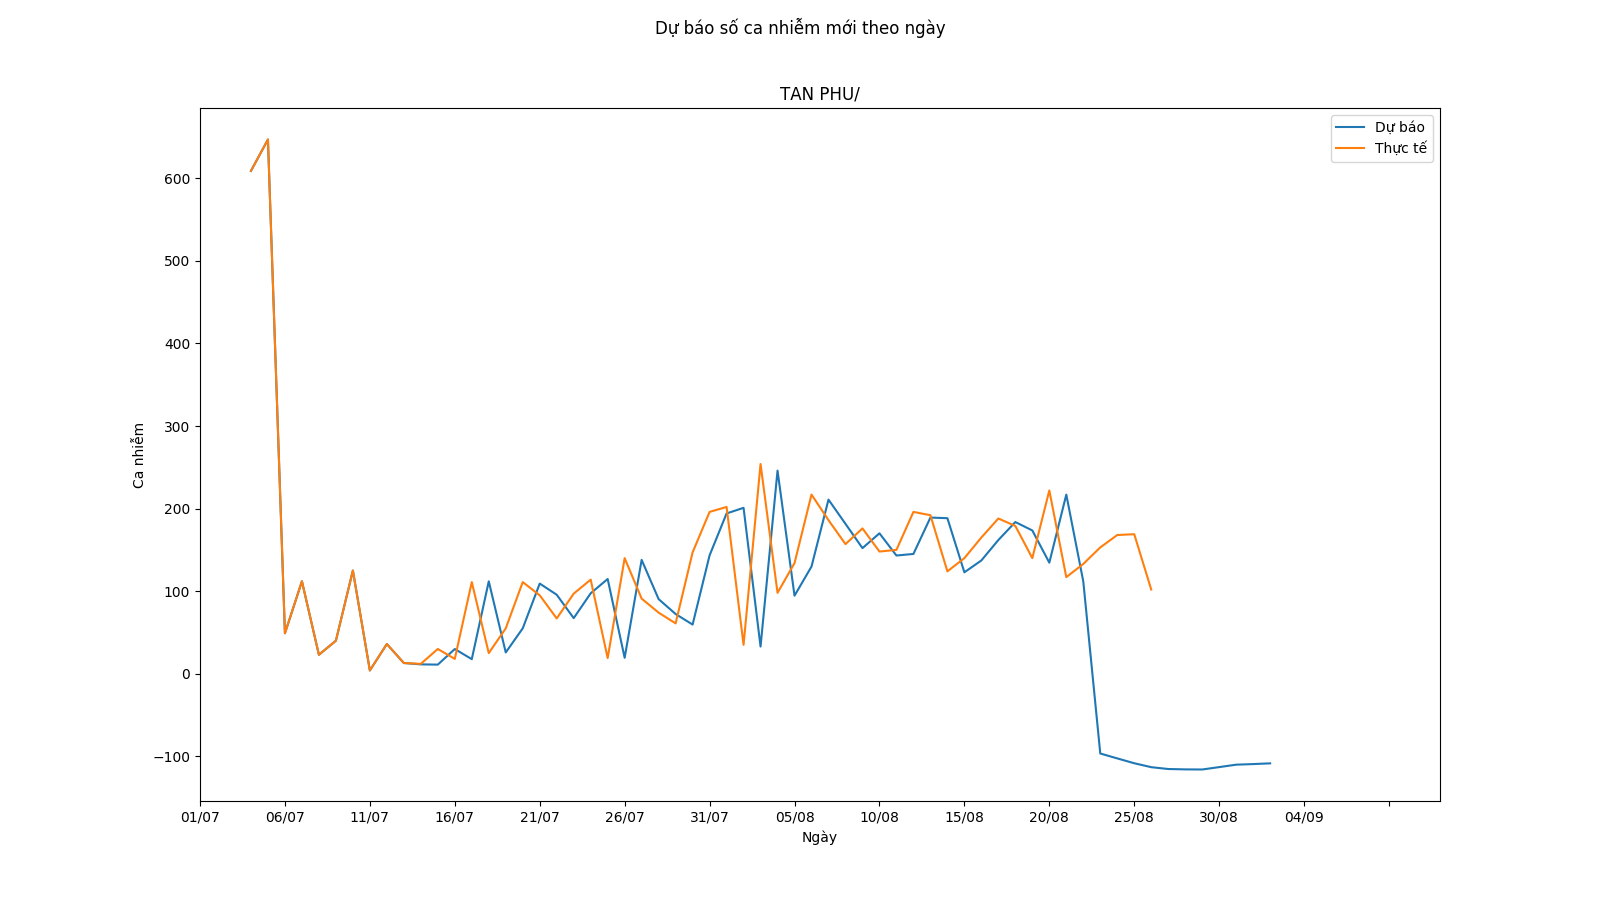 Dự báo số ca nhiễm mới theo ngày
TAN PHU/
Dự báo
Thực tế
600
500
400
300
200
100
0
−100
Ca nhiễm
01/07 06/07 11/07 16/07 21/07 26/07 31/07 05/08 10/08 15/08 20/08 25/08 30/08 04/09
Ngày